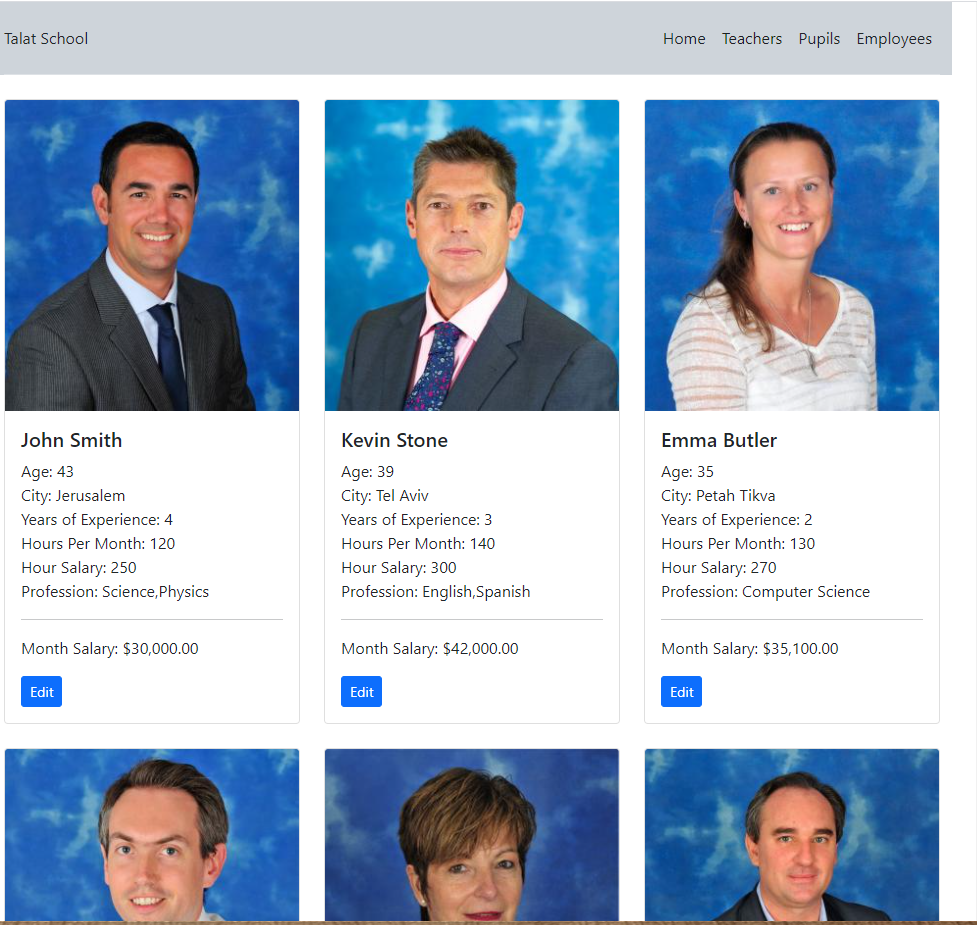 Talat School
Home Teachers Pupils Employees
John Smith
Age: 43
City: Jerusalem
Years of Experience: 4
Hours Per Month: 120
Hour Salary: 250
Profession: Science,Physics
Month Salary: $30,000.00
Edit
Kevin Stone
Age: 39
City: Tel Aviv
Years of Experience: 3
Hours Per Month: 140
Hour Salary: 300
Profession: English,Spanish
Month Salary: $42,000.00
Edit
Emma Butler
Age: 35
City: Petah Tikva
Years of Experience: 2
Hours Per Month: 130
Hour Salary: 270
Profession: Computer Science
Month Salary: $35,100.00
Edit